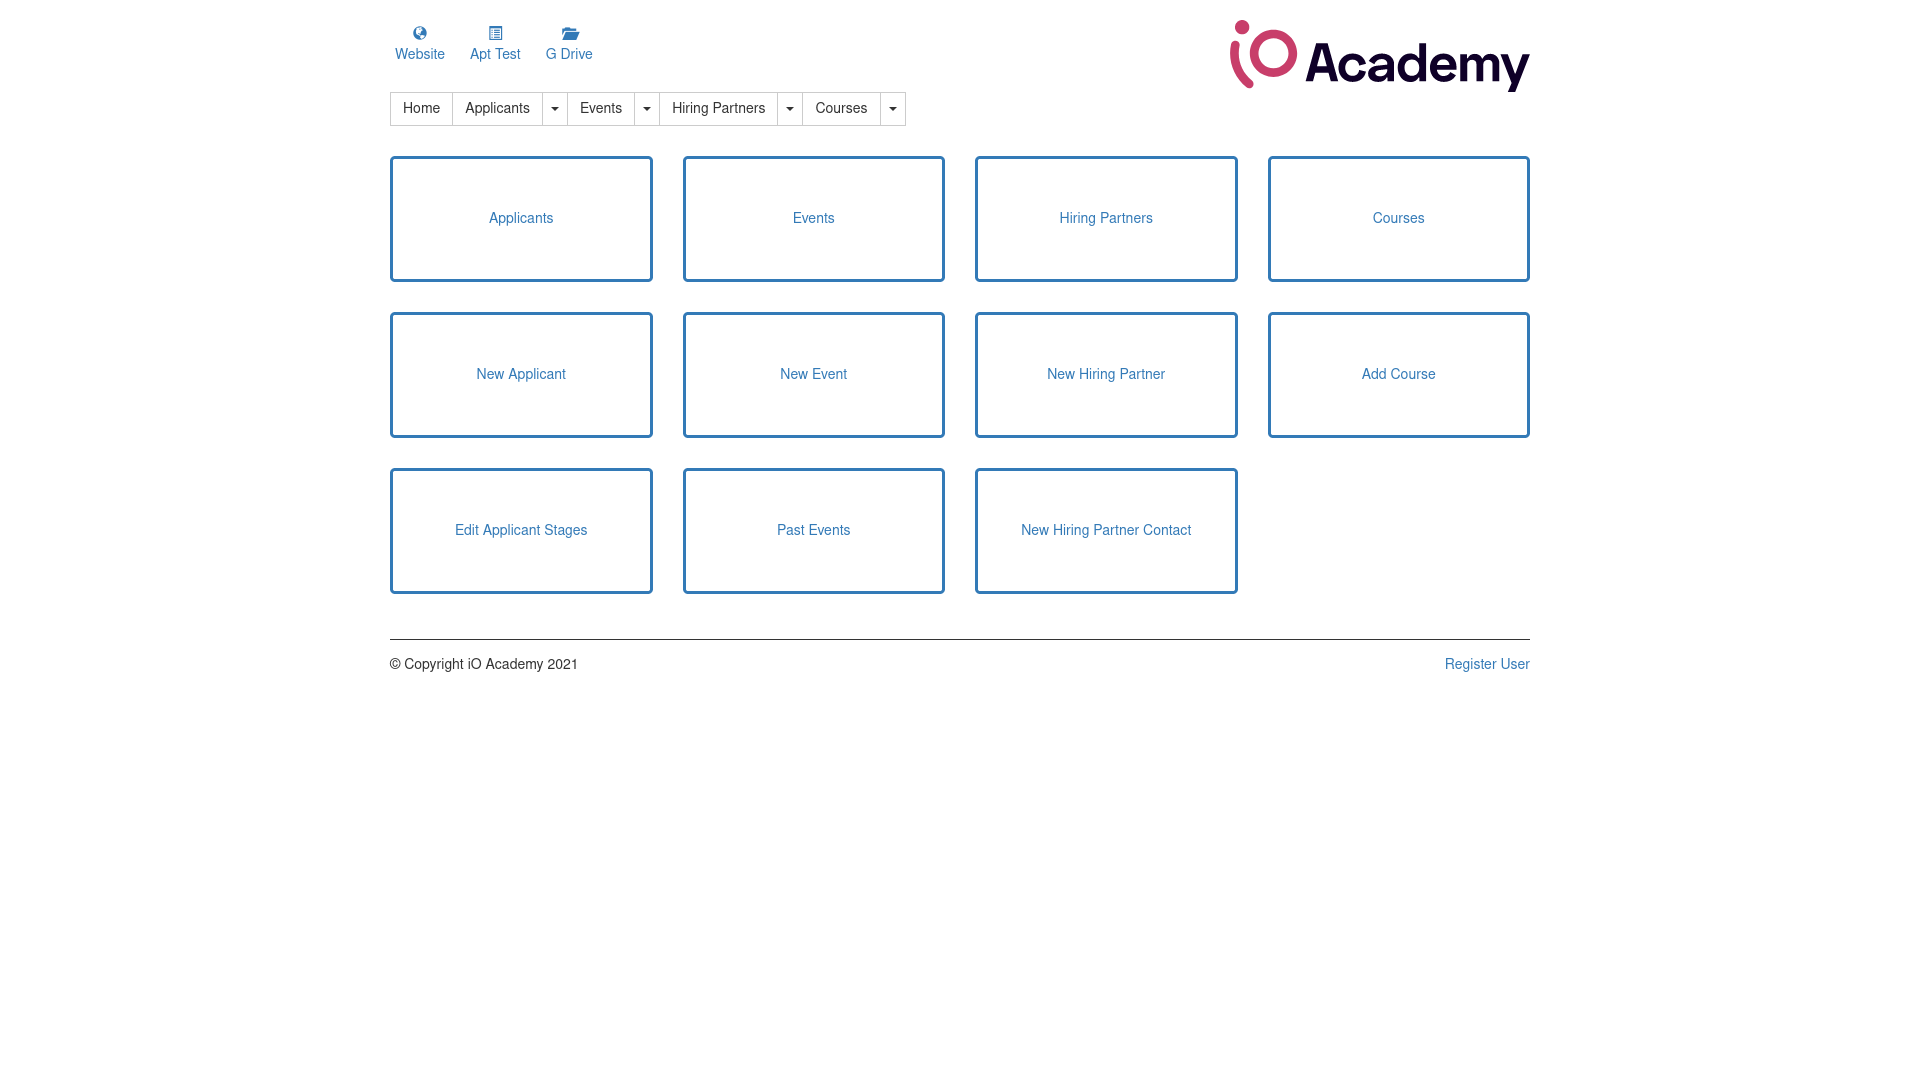 Website Apt Test G Drive
iO Academy
Home Applicants Events Hiring Partners Courses
Applicants Events Hiring Partners Courses
New Applicant New Event New Hiring Partner Add Course
Edit Applicant Stages Past Events New Hiring Partner Contact
© Copyright iO Academy 2021 Register User